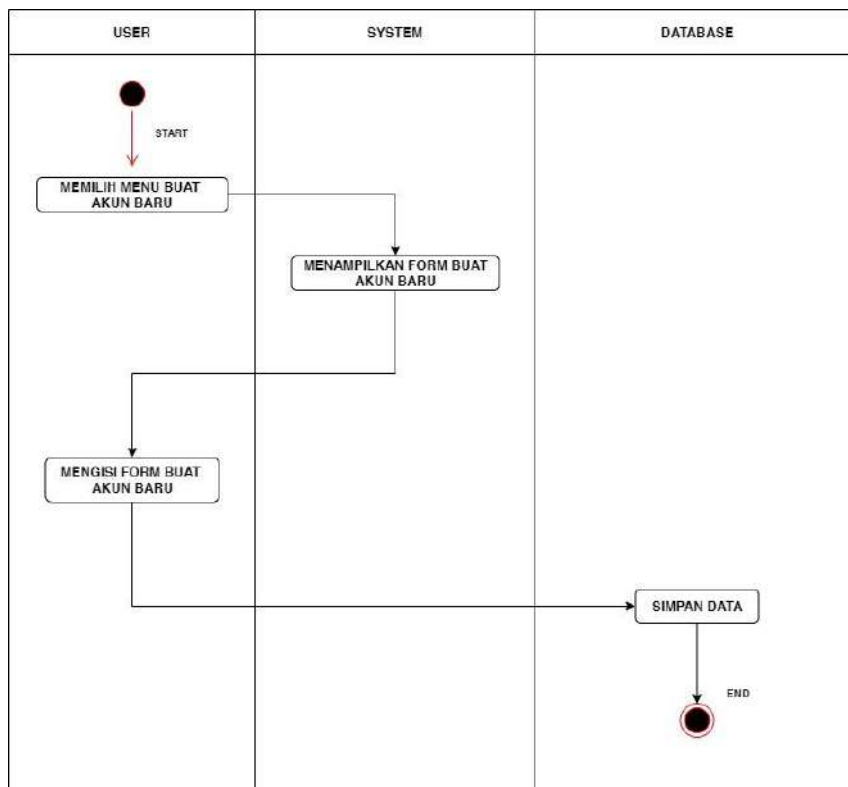 USER
SYSTEM
DATABASE
START
MEMILIH MENU BUAT
AKUN BARU
MENAMPILKAN FORM BUAT
AKUN BARU
MENGISI FORM BUAT
AKUN BARU
SIMPAN DATA
END